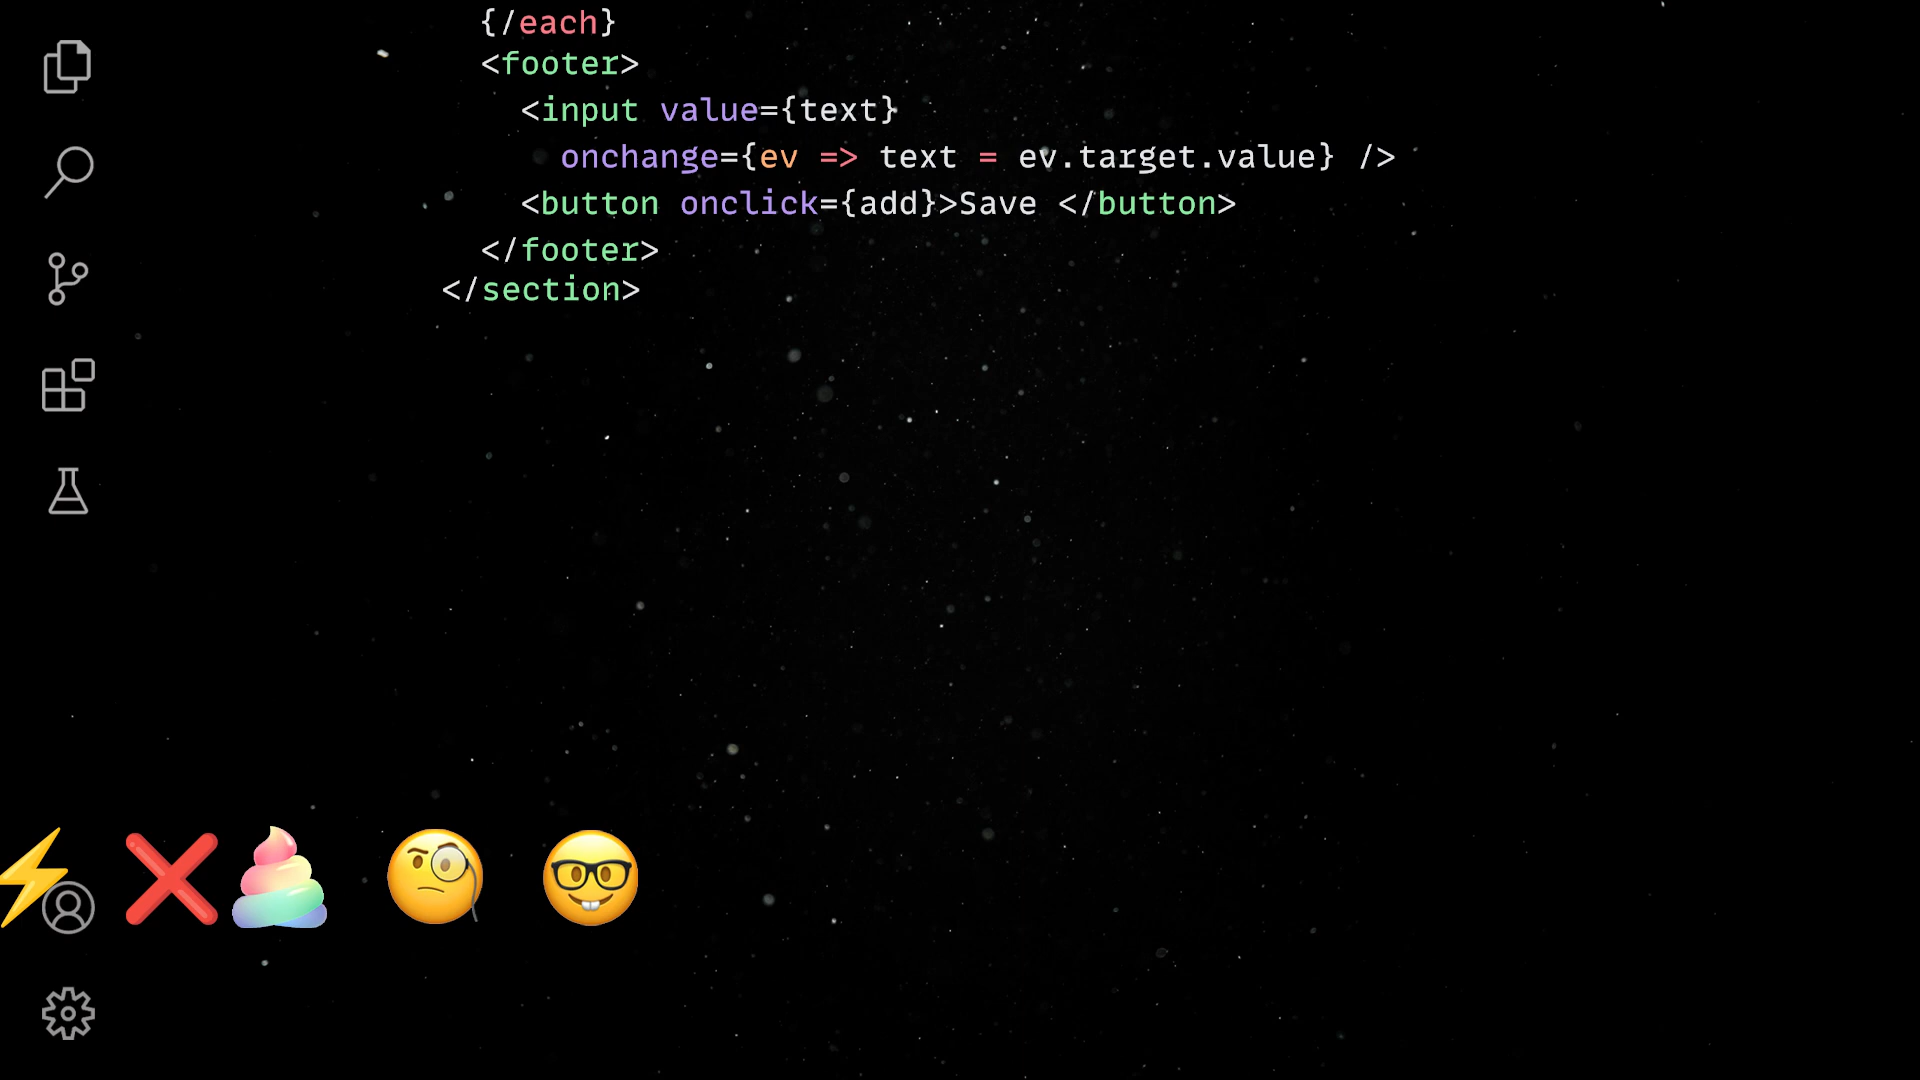 {/each}
<footer>
<input value={text}
onchange={ev => text = ev.target.value} />
<button onclick={add}>Save </button>
</footer>
</section>